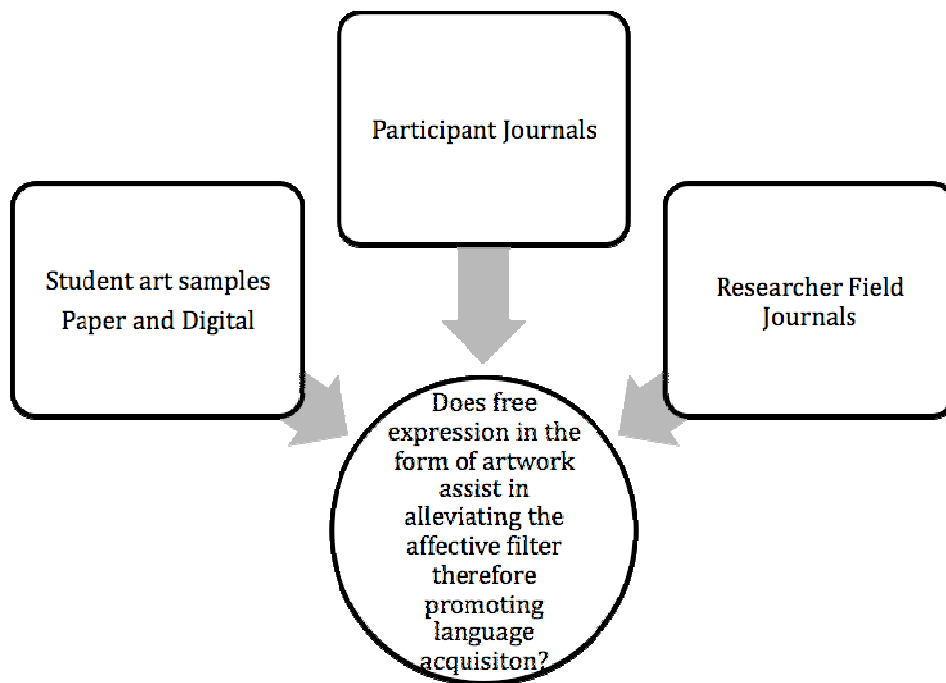 Participant Journals
Student art samples
Paper and Digital
Researcher Field
Journals
Does free
expression in the
form of artwork
assist in
alleviating the
affective filter
therefore
promoting
language
acquisiton?